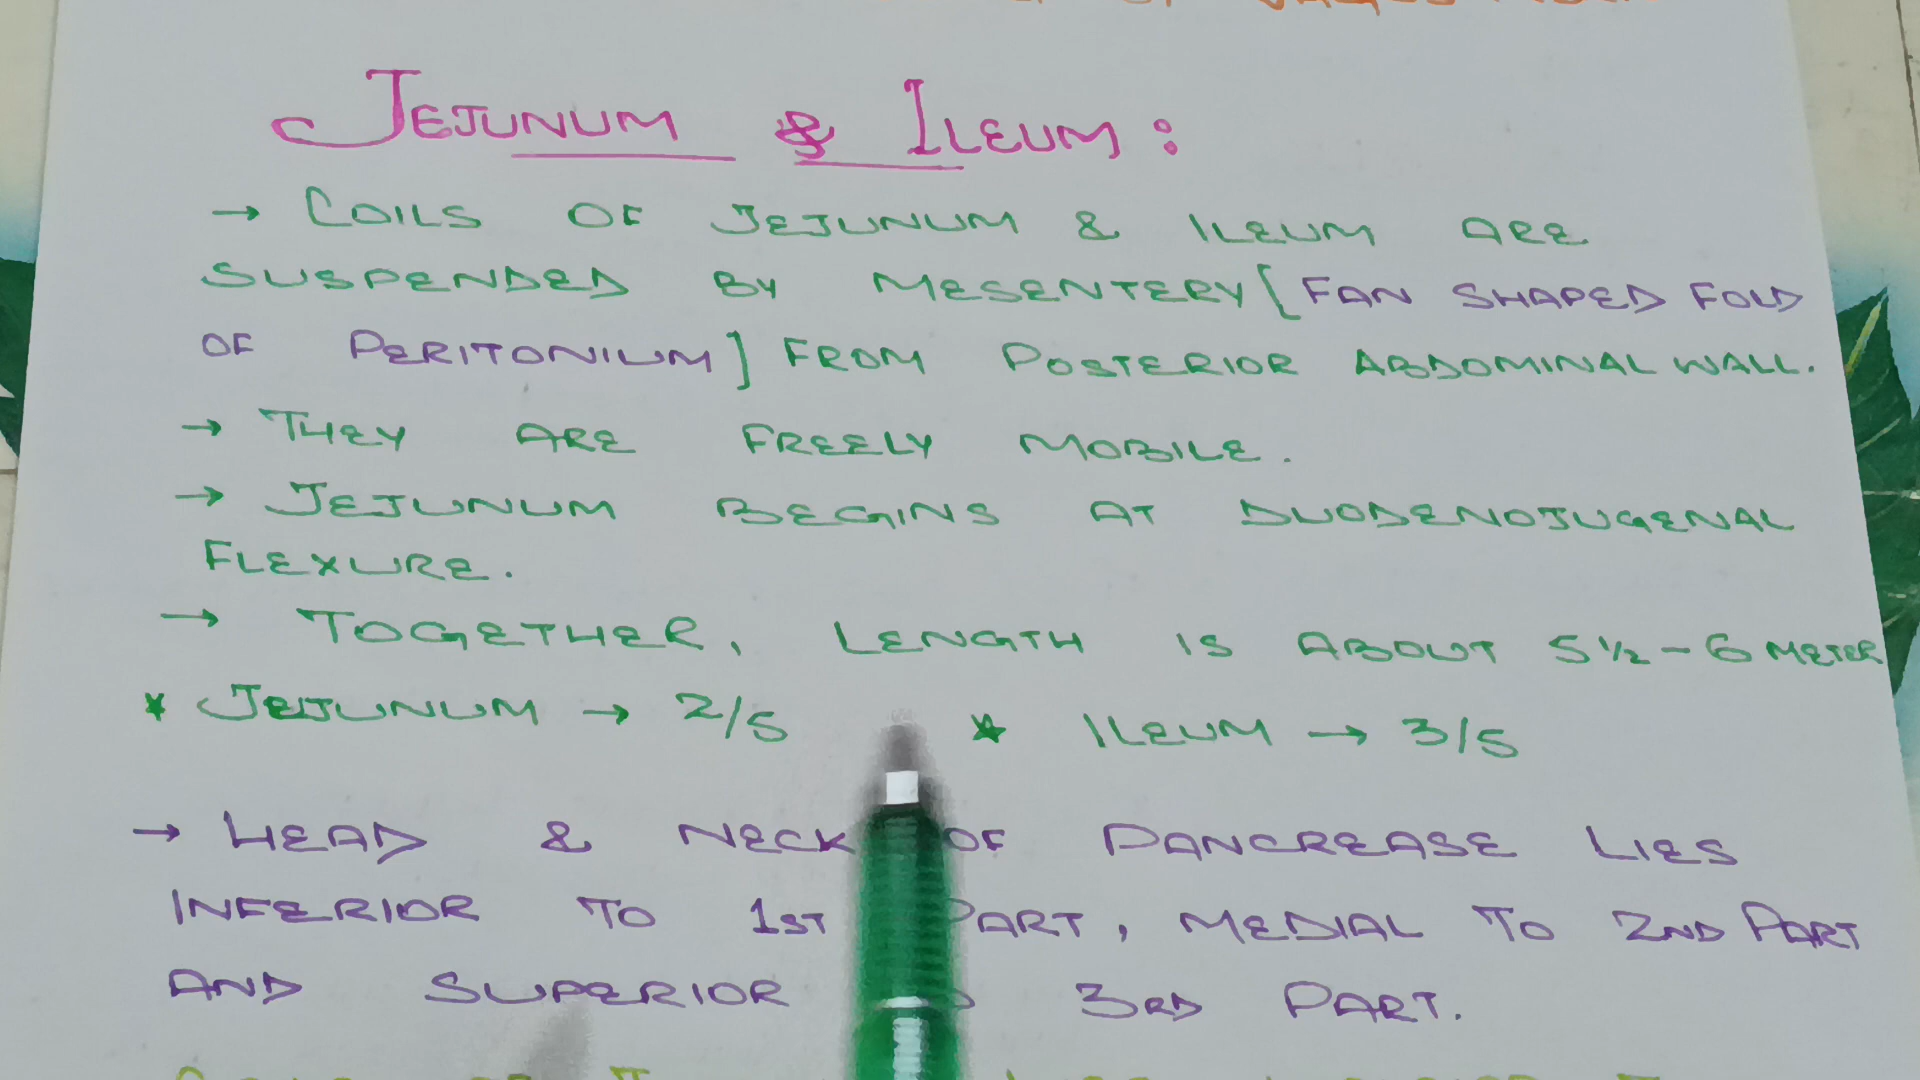 JEJUNUM & ILEUM:
→ COILS OF JEJUNUM & ILEUM ARE
SUSPENDED BY MESENTERY [FAN SHAPED FOLD
OF PERITONIUM] FROM POSTERIOR ABDOMINAL WALL.
→ THEY ARE FREELY MOBILE.
→ JEJUNUM BEGINS AT DUODENOJUGENAL
FLEXURE.
→ TOGETHER, LENGTH IS ABOUT 5 1/2 - 6 METER
* JEJUNUM → 2/5 * ILEUM → 3/5
→ HEAD & NECK OF PANCREASE LIES
INFERIOR TO 1ST PART, MEDIAL TO 2ND PART
AND SUPERIOR 3RD PART.